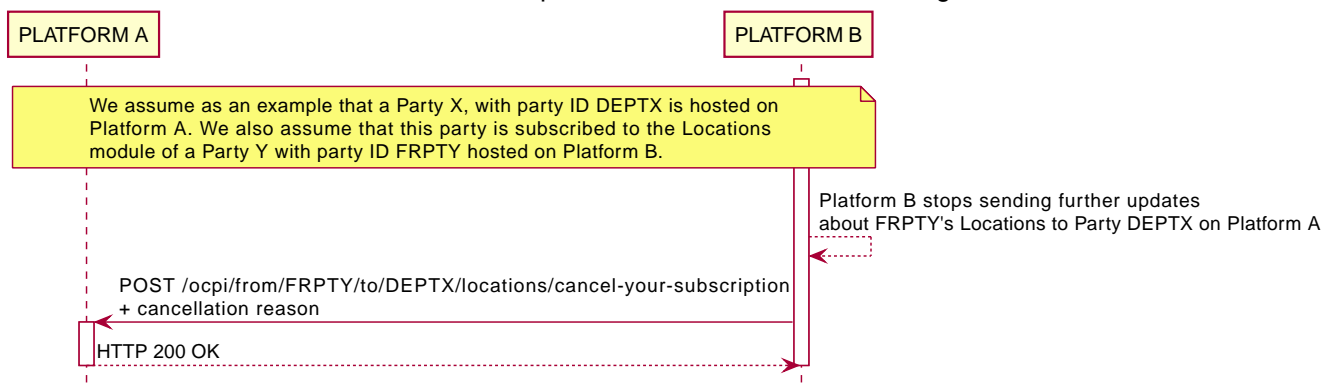 PLATFORM A
PLATFORM B
We assume as an example that a Party X, with party ID DEPTX is hosted on
Platform A. We also assume that this party is subscribed to the Locations
module of a Party Y with party ID FRPTY hosted on Platform B.
Platform B stops sending further updates
about FRPTY's Locations to Party DEPTX on Platform A
POST /ocpi/from/FRPTY/to/DEPTX/locations/cancel-your-subscription
+ cancellation reason
HTTP 200 OK